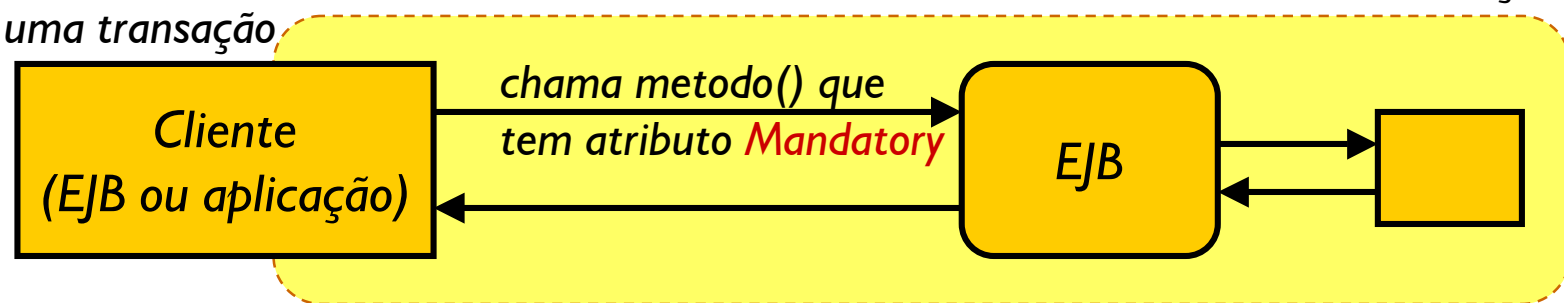 uma transação
chama metodo() que
tem atributo Mandatory
Cliente
(EJB ou aplicação)
EJB